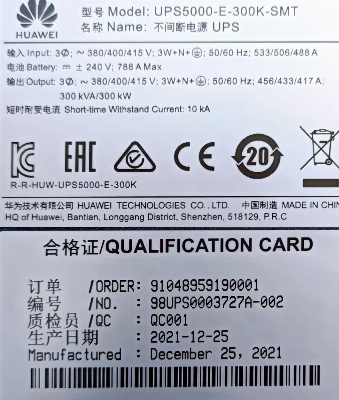 HUAWEI
型号 Model: UPS5000-E-300K-SMT
名称 Name: 不间断电源 UPS
输入 Input: 3Ø; ~ 380/400/415 V; 3W+N+⏚; 50/60 Hz; 533/506/488 A
电池 Battery: ⎓ ± 240 V; 788 A Max
输出 Output: 3Ø; ~ 380/400/415 V; 3W+N+⏚; 50/60 Hz; 456/433/417 A;
300 kVA/300 kW
短时耐受电流 Short-time Withstand Current: 10 kA
EAC CE 20
R-R-HUW-UPS5000-E-300K
华为技术有限公司 HUAWEI TECHNOLOGIES CO., LTD. 中国制造 MADE IN CHIN
HQ of Huawei, Bantian, Longgang District, Shenzhen, 518129, P.R.C
合格证/QUALIFICATION CARD
订单 /ORDER: 91048959190001
编号 /NO. : 98UPS0003727A-002
质检员/QC : QC001
生产日期 : 2021-12-25
Manufactured : December 25, 2021